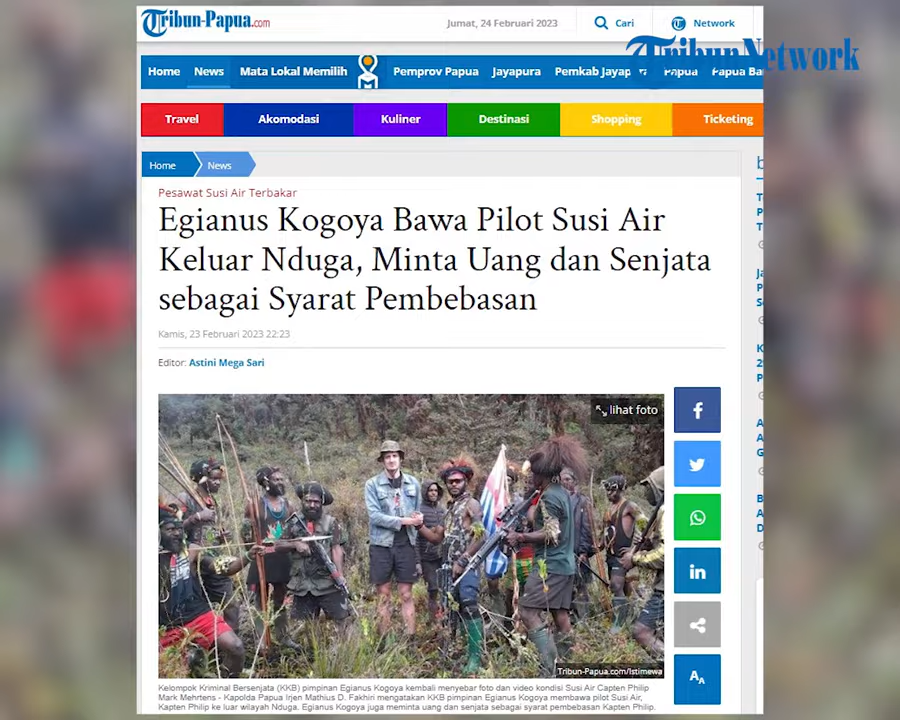 Tribun-Papua.com
Jumat, 24 Februari 2023
Cari
Network
TribunNetwork
Home News Mata Lokal Memilih Pemprov Papua Jayapura Pemkab Jayap Papua Papua Ba
Travel Akomodasi Kuliner Destinasi Shopping Ticketing
Home News
Pesawat Susi Air Terbakar
Egianus Kogoya Bawa Pilot Susi Air
Keluar Nduga, Minta Uang dan Senjata
sebagai Syarat Pembebasan
Kamis, 23 Februari 2023 22:23
Editor: Astini Mega Sari
lihat foto
Tribun-Papua.com/Istimewa
Kelompok Kriminal Bersenjata (KKB) pimpinan Egianus Kogoya kembali menyebar foto dan video kondisi Susi Air Capten Philip
Mark Mehrtens - Kapolda Papua Irjen Mathius D. Fakhiri mengatakan KKB pimpinan Egianus Kogoya membawa pilot Susi Air,
Kapten Philip ke luar wilayah Nduga. Egianus Kogoya juga meminta uang dan senjata sebagai syarat pembebasan Kapten Philip.